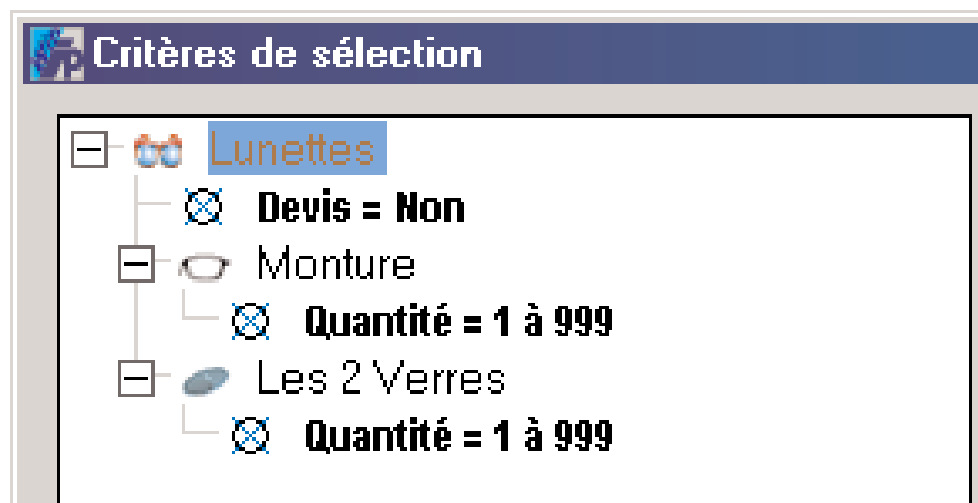 Critères de sélection
Lunettes
Devis = Non
Monture
Quantité = 1 à 999
Les 2 Verres
Quantité = 1 à 999